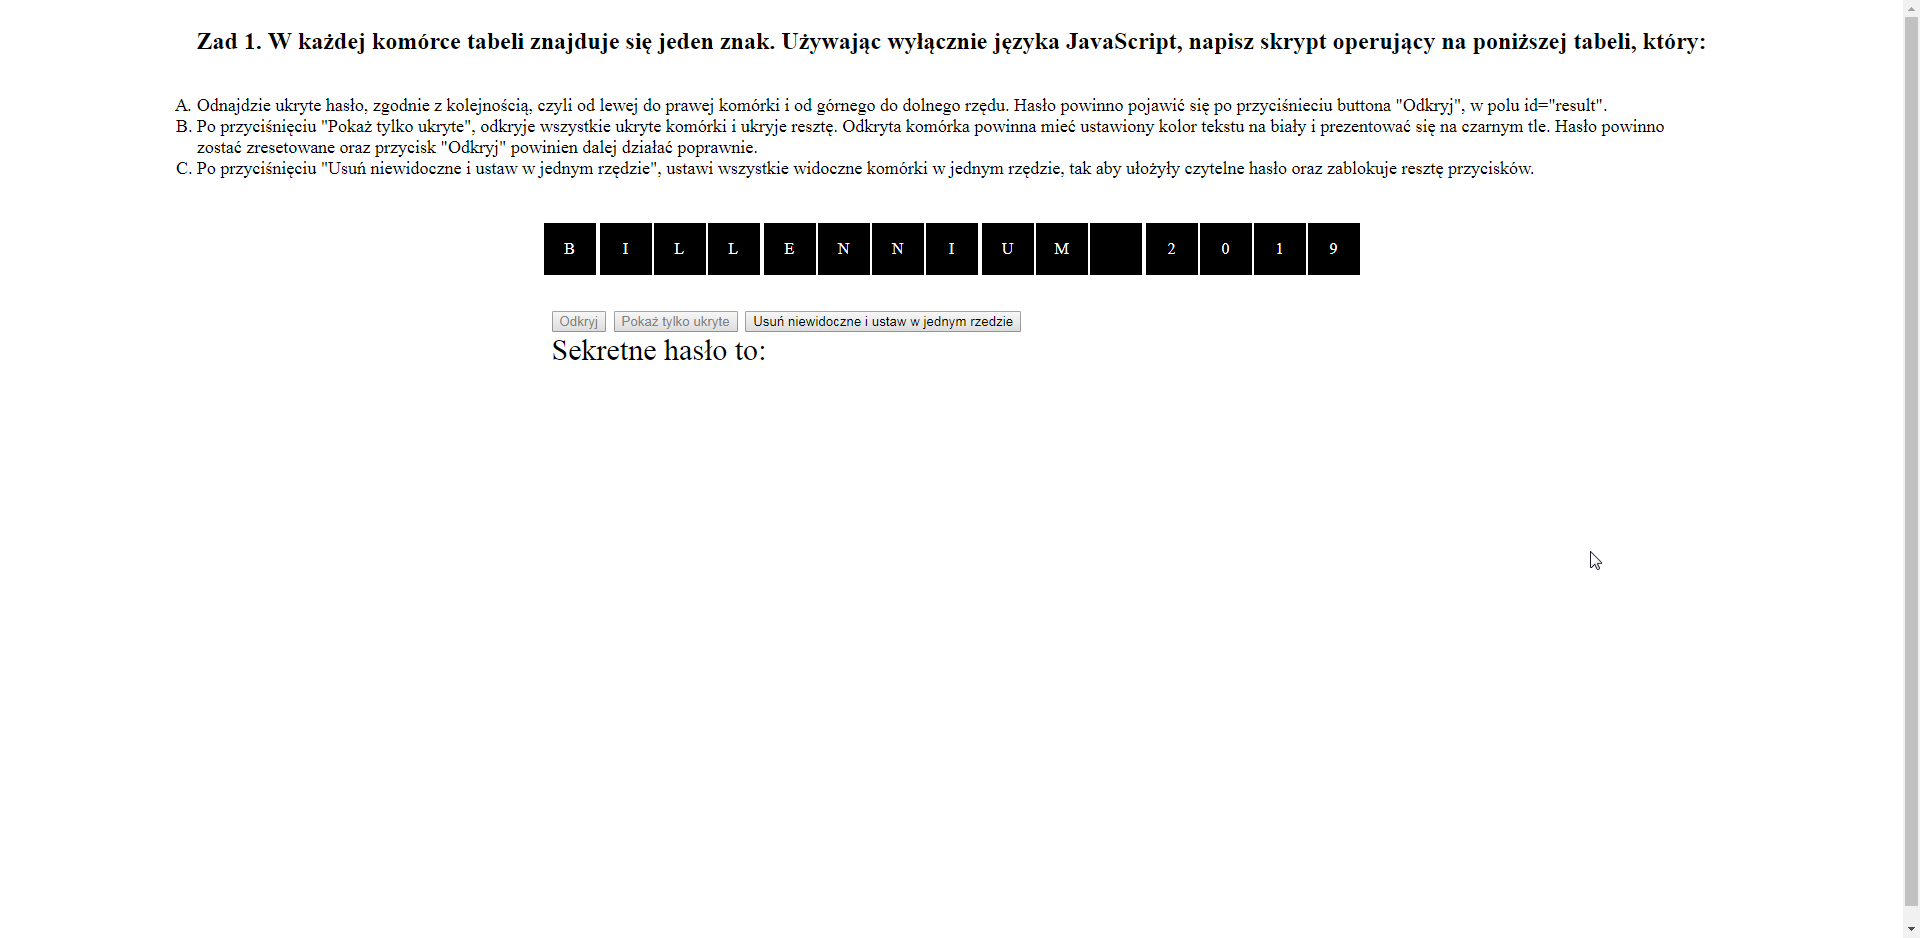 Zad 1. W każdej komórce tabeli znajduje się jeden znak. Używając wyłącznie języka JavaScript, napisz skrypt operujący na poniższej tabeli, który:
A. Odnajdzie ukryte hasło, zgodnie z kolejnością, czyli od lewej do prawej komórki i od górnego do dolnego rzędu. Hasło powinno pojawić się po przyciśnieciu buttona "Odkryj", w polu id="result".
B. Po przyciśnięciu "Pokaż tylko ukryte", odkryje wszystkie ukryte komórki i ukryje resztę. Odkryta komórka powinna mieć ustawiony kolor tekstu na biały i prezentować się na czarnym tle. Hasło powinno
zostać zresetowane oraz przycisk "Odkryj" powinien dalej działać poprawnie.
C. Po przyciśnięciu "Usuń niewidoczne i ustaw w jednym rzędzie", ustawi wszystkie widoczne komórki w jednym rzędzie, tak aby ułożyły czytelne hasło oraz zablokuje resztę przycisków.
B I L L E N N I U M 2 0 1 9
Odkryj Pokaż tylko ukryte Usuń niewidoczne i ustaw w jednym rzedzie
Sekretne hasło to: